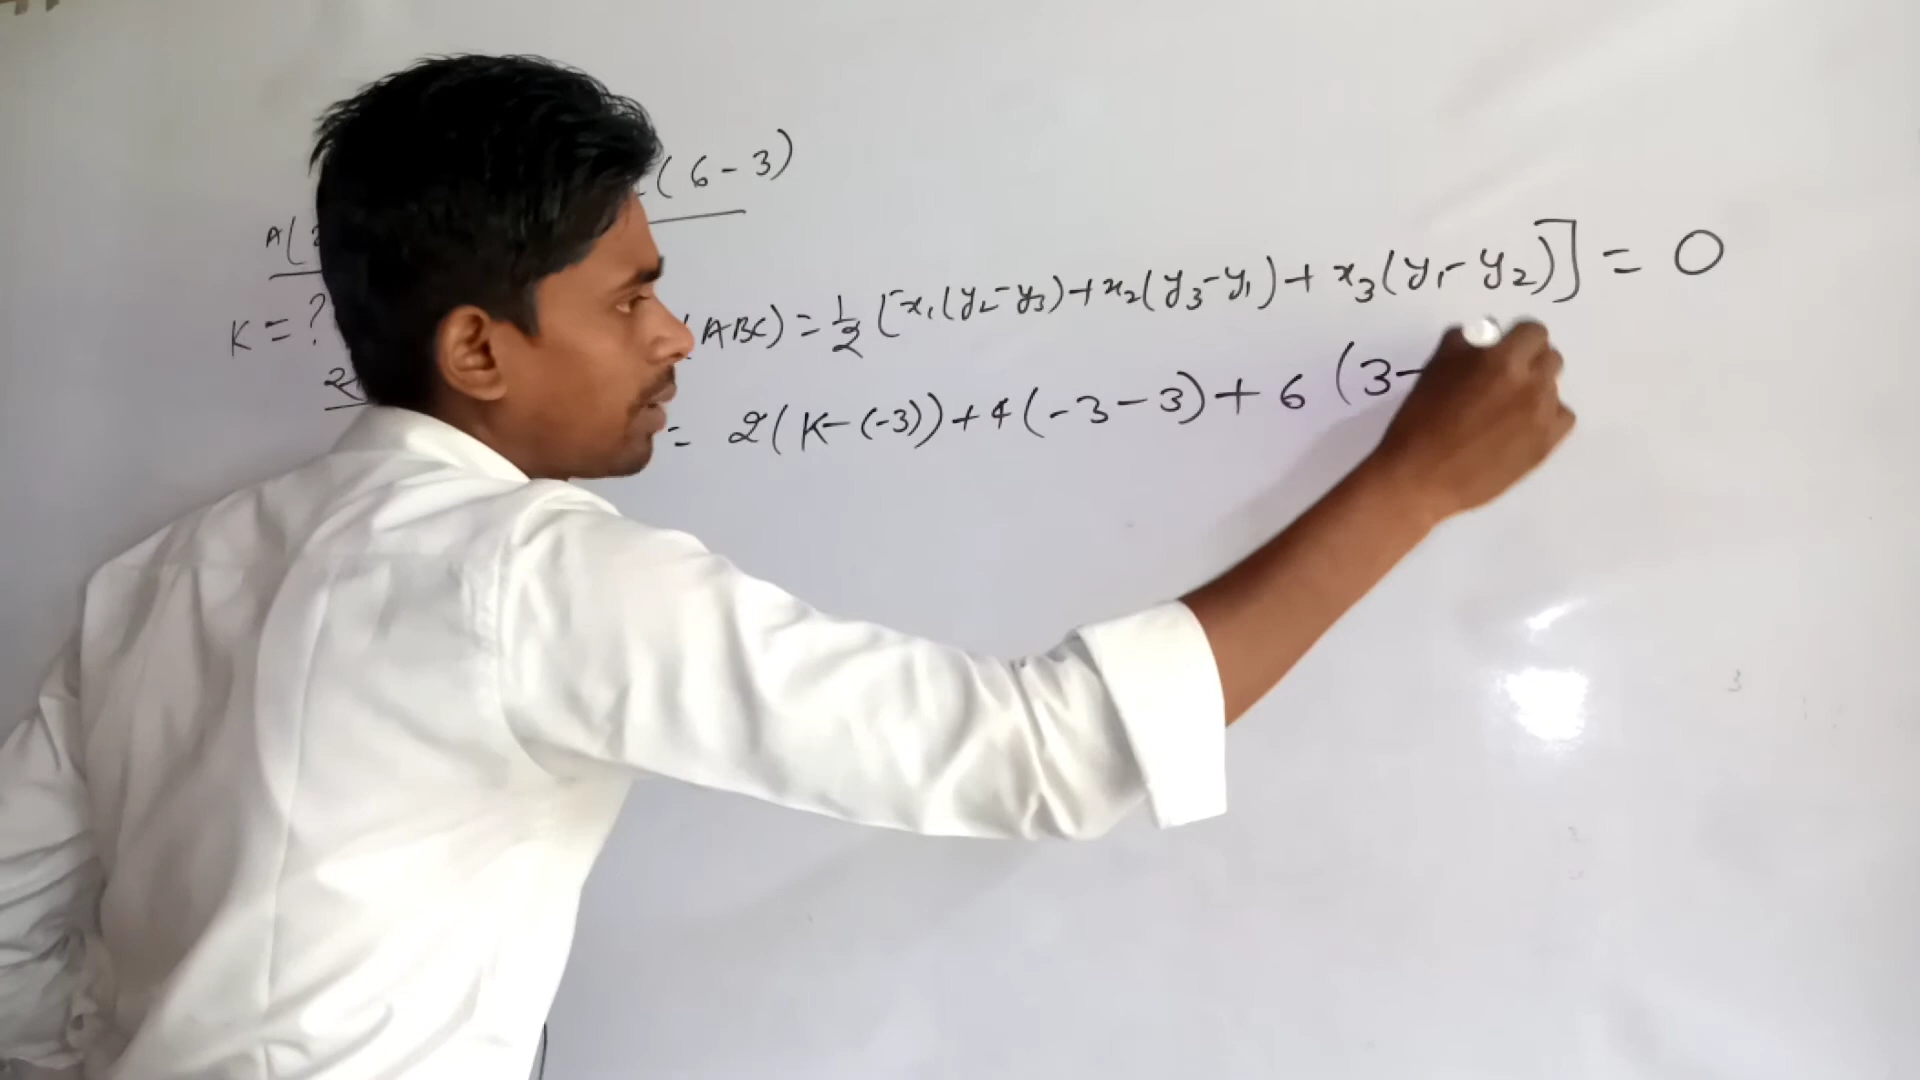 (6-3)
A(
K=?
(ABC) = 1/2 [x₁(y₂-y₃)+x₂(y₃-y₁)+x₃(y₁-y₂)] = 0
= 2(K-(-3))+4(-3-3)+6(3-